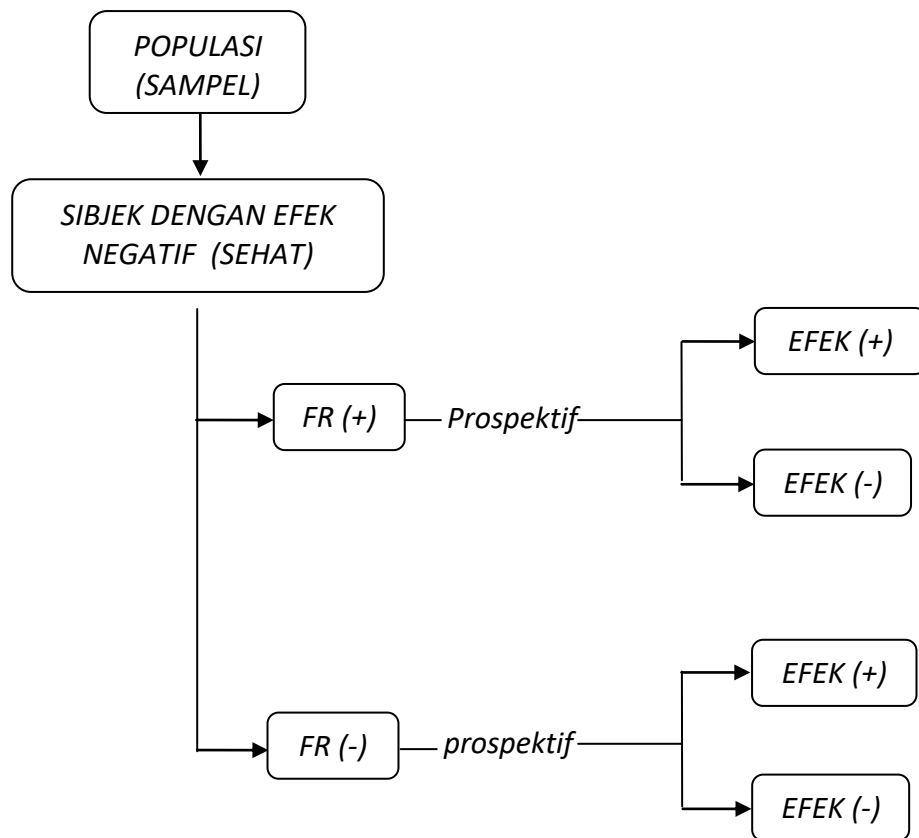 POPULASI
(SAMPEL)
SIBJEK DENGAN EFEK
NEGATIF (SEHAT)
EFEK (+)
FR (+)
Prospektif
EFEK (-)
EFEK (+)
FR (-)
prospektif
EFEK (-)